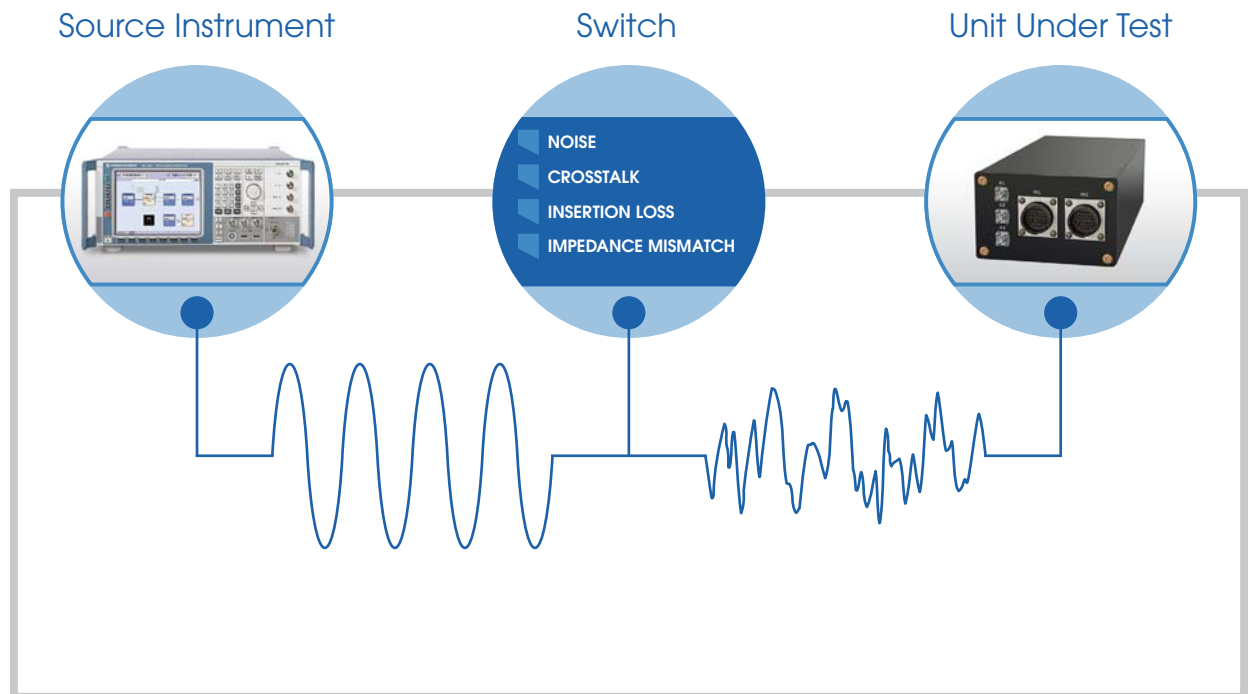 Source Instrument
Switch
Unit Under Test
NOISE
CROSSTALK
INSERTION LOSS
IMPEDANCE MISMATCH